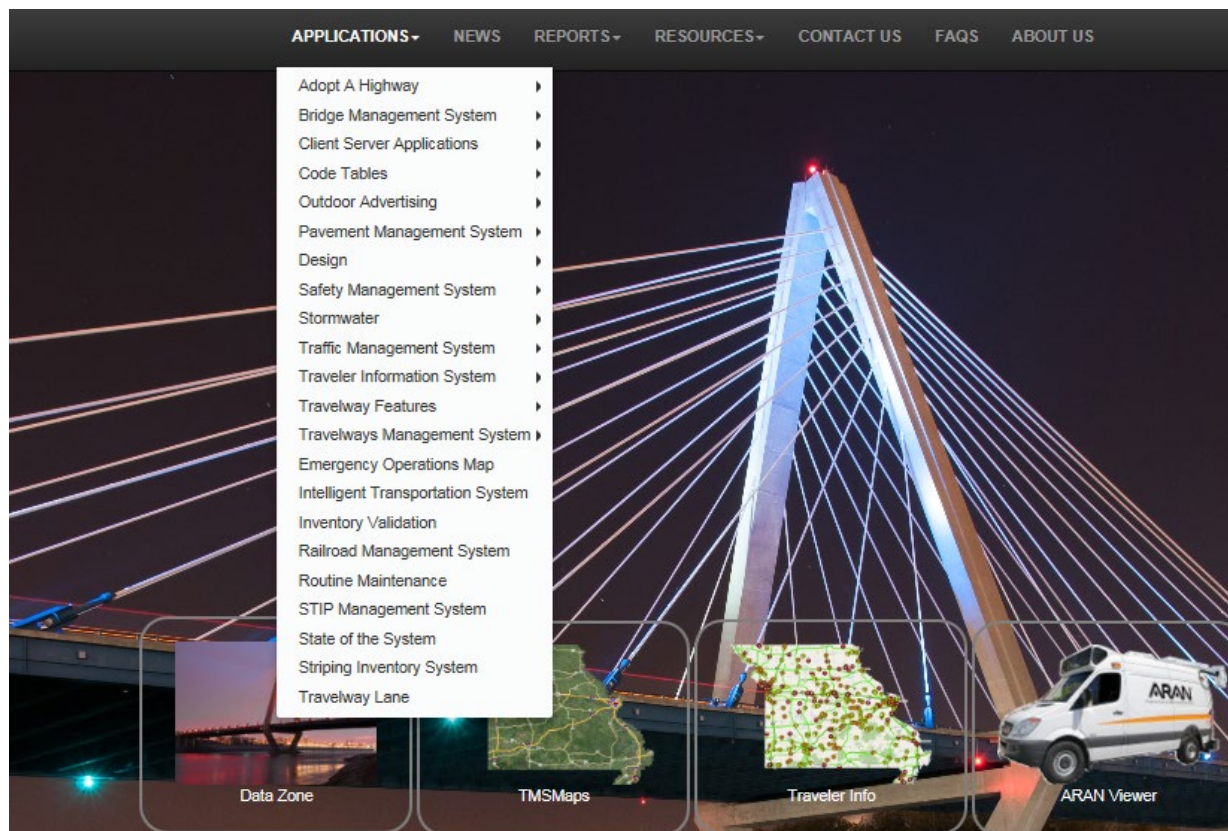 APPLICATIONS NEWS REPORTS RESOURCES CONTACT US FAQS ABOUT US
Adopt A Highway
Bridge Management System
Client Server Applications
Code Tables
Outdoor Advertising
Pavement Management System
Design
Safety Management System
Stormwater
Traffic Management System
Traveler Information System
Travelway Features
Travelways Management System
Emergency Operations Map
Intelligent Transportation System
Inventory Validation
Railroad Management System
Routine Maintenance
STIP Management System
State of the System
Striping Inventory System
Travelway Lane
ARAN
Data Zone TMSMaps Traveler Info ARAN Viewer